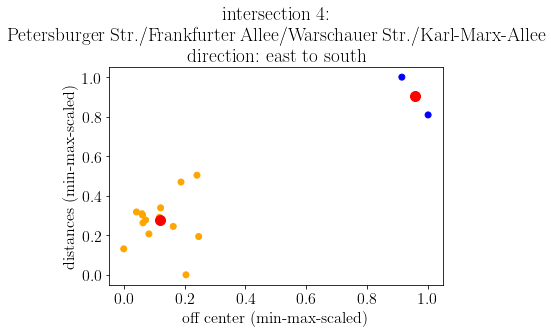 intersection 4:
Petersburger Str./Frankfurter Allee/Warschauer Str./Karl-Marx-Allee
direction: east to south
distances (min-max-scaled)
1.0
0.8
0.6
0.4
0.2
0.0
0.0 0.2 0.4 0.6 0.8 1.0
off center (min-max-scaled)